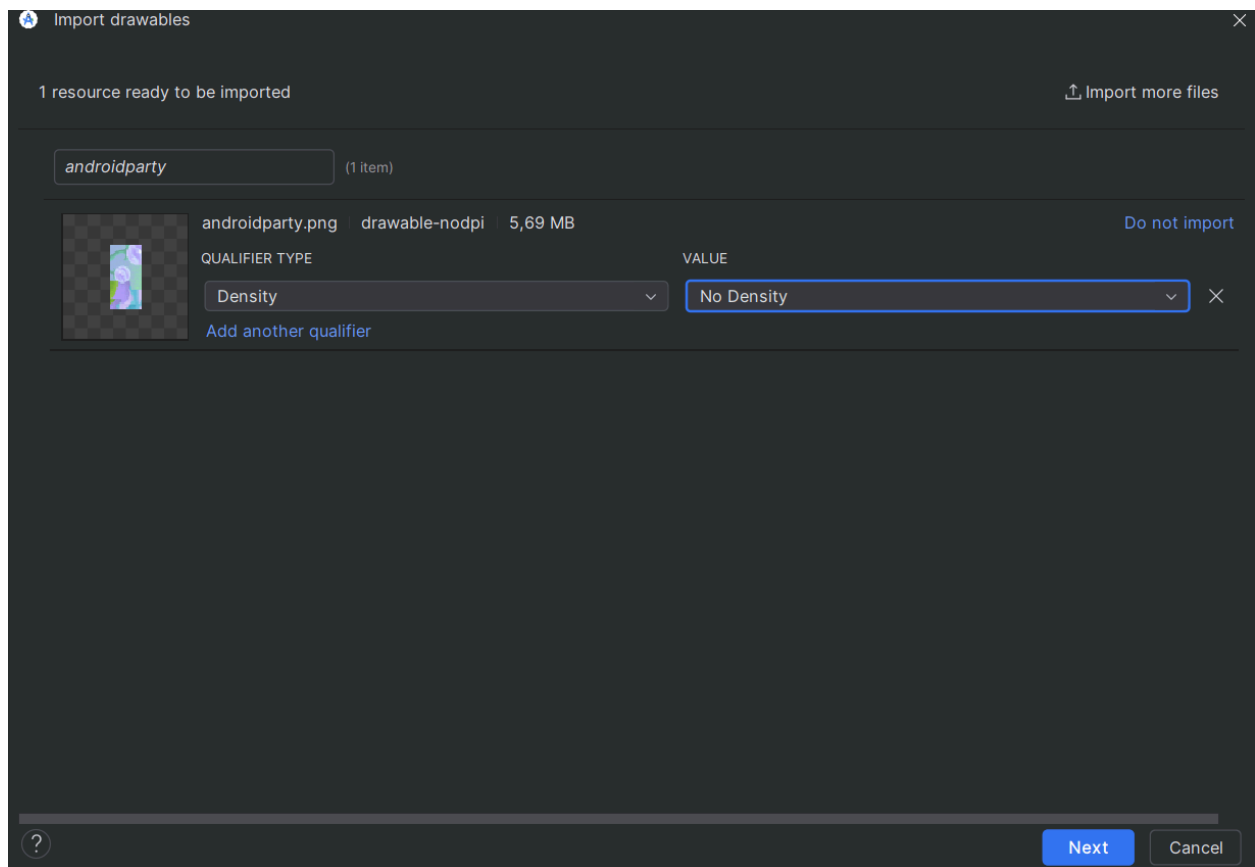 Import drawables
1 resource ready to be imported
Import more files
androidparty (1 item)
androidparty.png drawable-nodpi 5,69 MB Do not import
QUALIFIER TYPE VALUE
Density No Density
Add another qualifier
?
Next Cancel